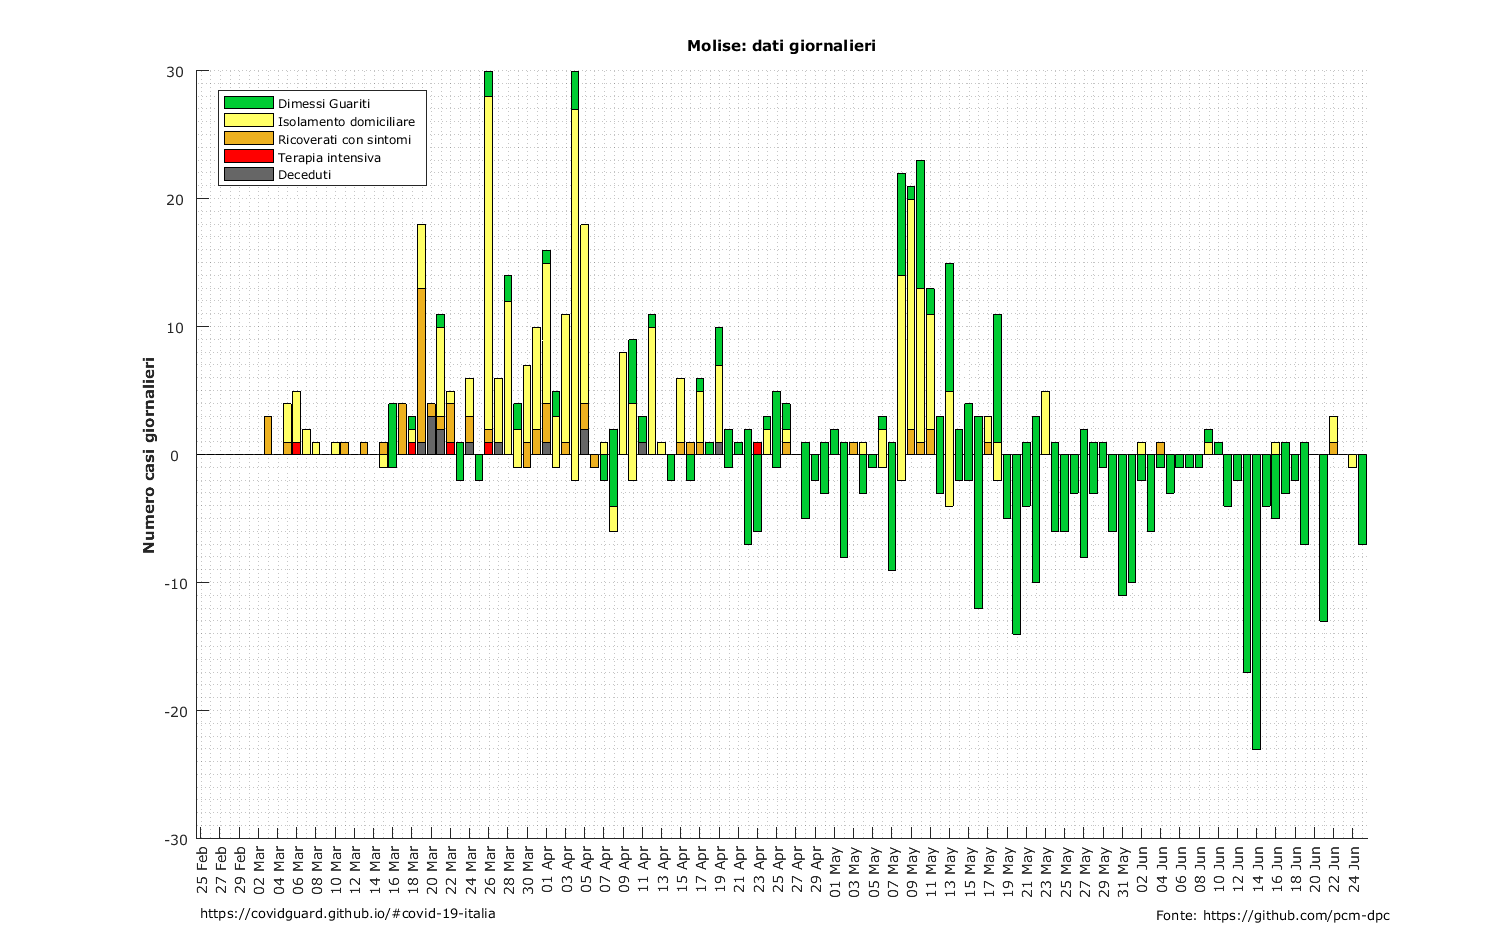 Molise: dati giornalieri
30
20
10
0
-10
-20
-30
Numero casi giornalieri
Dimessi Guariti
Isolamento domiciliare
Ricoverati con sintomi
Terapia intensiva
Deceduti
25 Feb
27 Feb
29 Feb
02 Mar
04 Mar
06 Mar
08 Mar
10 Mar
12 Mar
14 Mar
16 Mar
18 Mar
20 Mar
22 Mar
24 Mar
26 Mar
28 Mar
30 Mar
01 Apr
03 Apr
05 Apr
07 Apr
09 Apr
11 Apr
13 Apr
15 Apr
17 Apr
19 Apr
21 Apr
23 Apr
25 Apr
27 Apr
29 Apr
01 May
03 May
05 May
07 May
09 May
11 May
13 May
15 May
17 May
19 May
21 May
23 May
25 May
27 May
29 May
31 May
02 Jun
04 Jun
06 Jun
08 Jun
10 Jun
12 Jun
14 Jun
16 Jun
18 Jun
20 Jun
22 Jun
24 Jun
https://covidguard.github.io/#covid-19-italia
Fonte: https://github.com/pcm-dpc